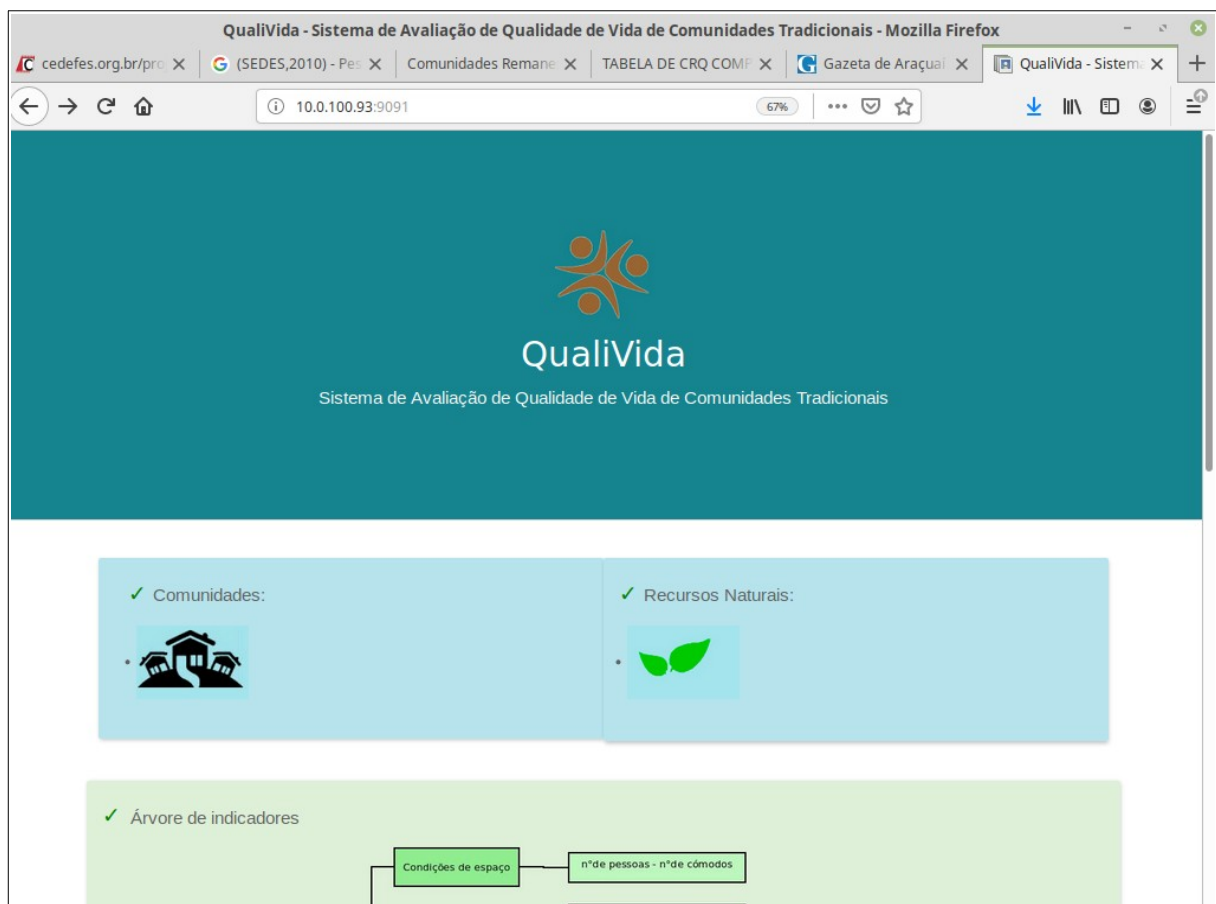 QualiVida - Sistema de Avaliação de Qualidade de Vida de Comunidades Tradicionais - Mozilla Firefox
cedefes.org.br/pro
(SEDES,2010) - Pes
Comunidades Remane
TABELA DE CRQ COMP
Gazeta de Araçuaí
QualiVida - Sistema
10.0.100.93:9091
67%
QualiVida
Sistema de Avaliação de Qualidade de Vida de Comunidades Tradicionais
✓ Comunidades:
✓ Recursos Naturais:
✓ Árvore de indicadores
Condições de espaço
n°de pessoas - n°de cômodos